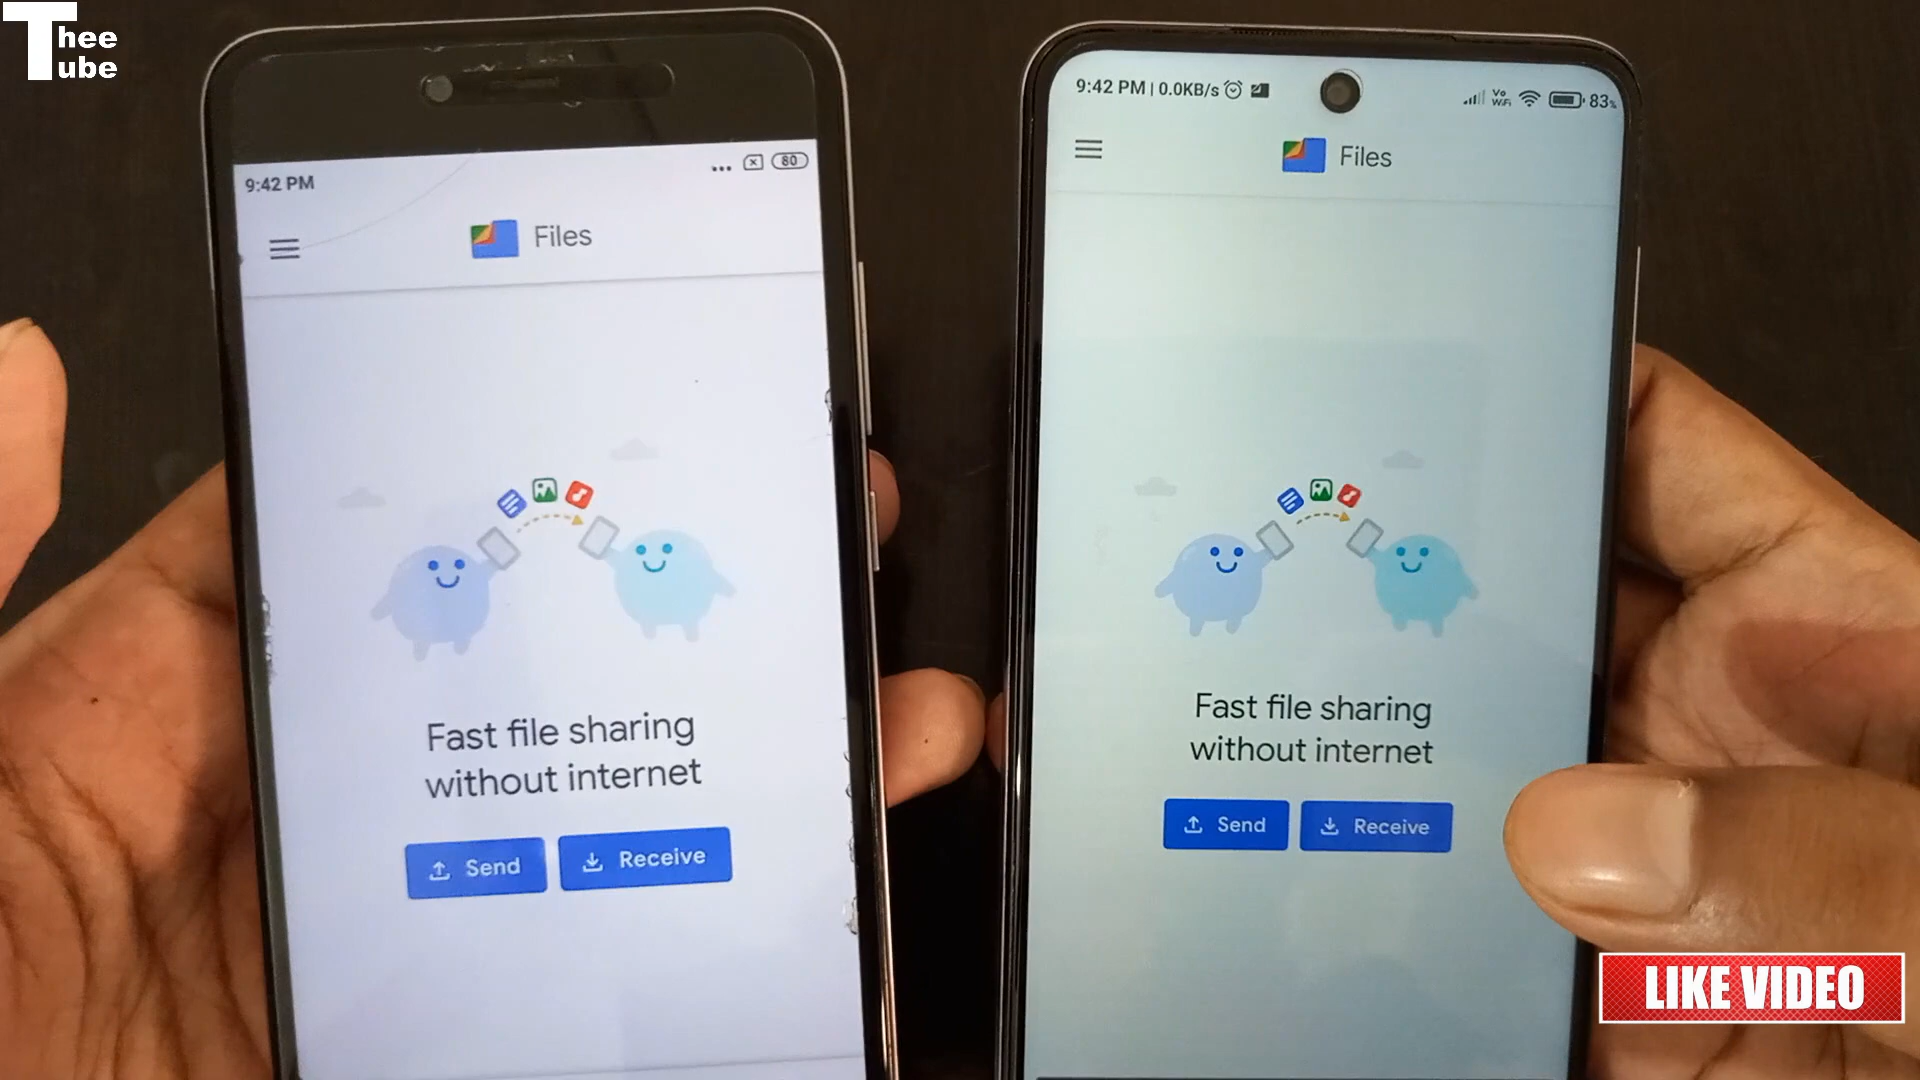 Thee
Tube
9:42 PM
80
Files
Fast file sharing
without internet
Send
Receive
9:42 PM | 0.0KB/s
Vo
WiFi
83%
Files
Fast file sharing
without internet
Send
Receive
LIKE VIDEO